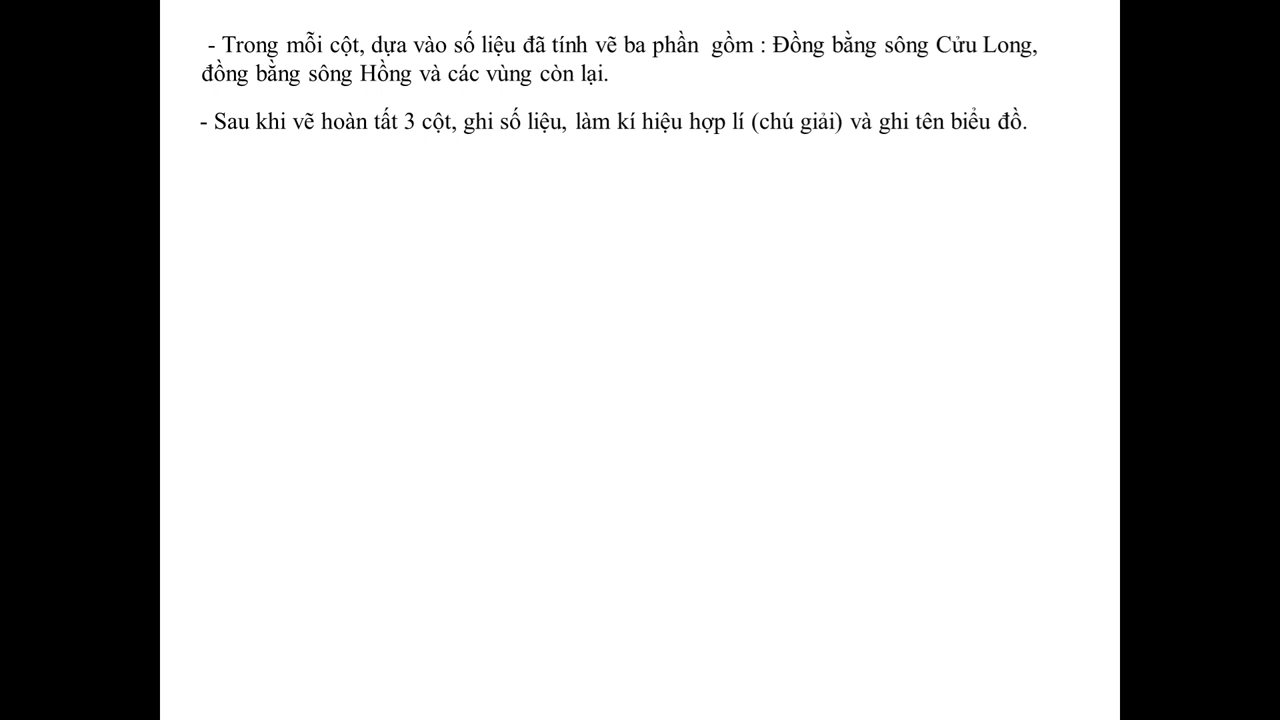 - Trong mỗi cột, dựa vào số liệu đã tính vẽ ba phần  gồm : Đồng bằng sông Cửu Long,
đồng bằng sông Hồng và các vùng còn lại.
- Sau khi vẽ hoàn tất 3 cột, ghi số liệu, làm kí hiệu hợp lí (chú giải) và ghi tên biểu đồ.